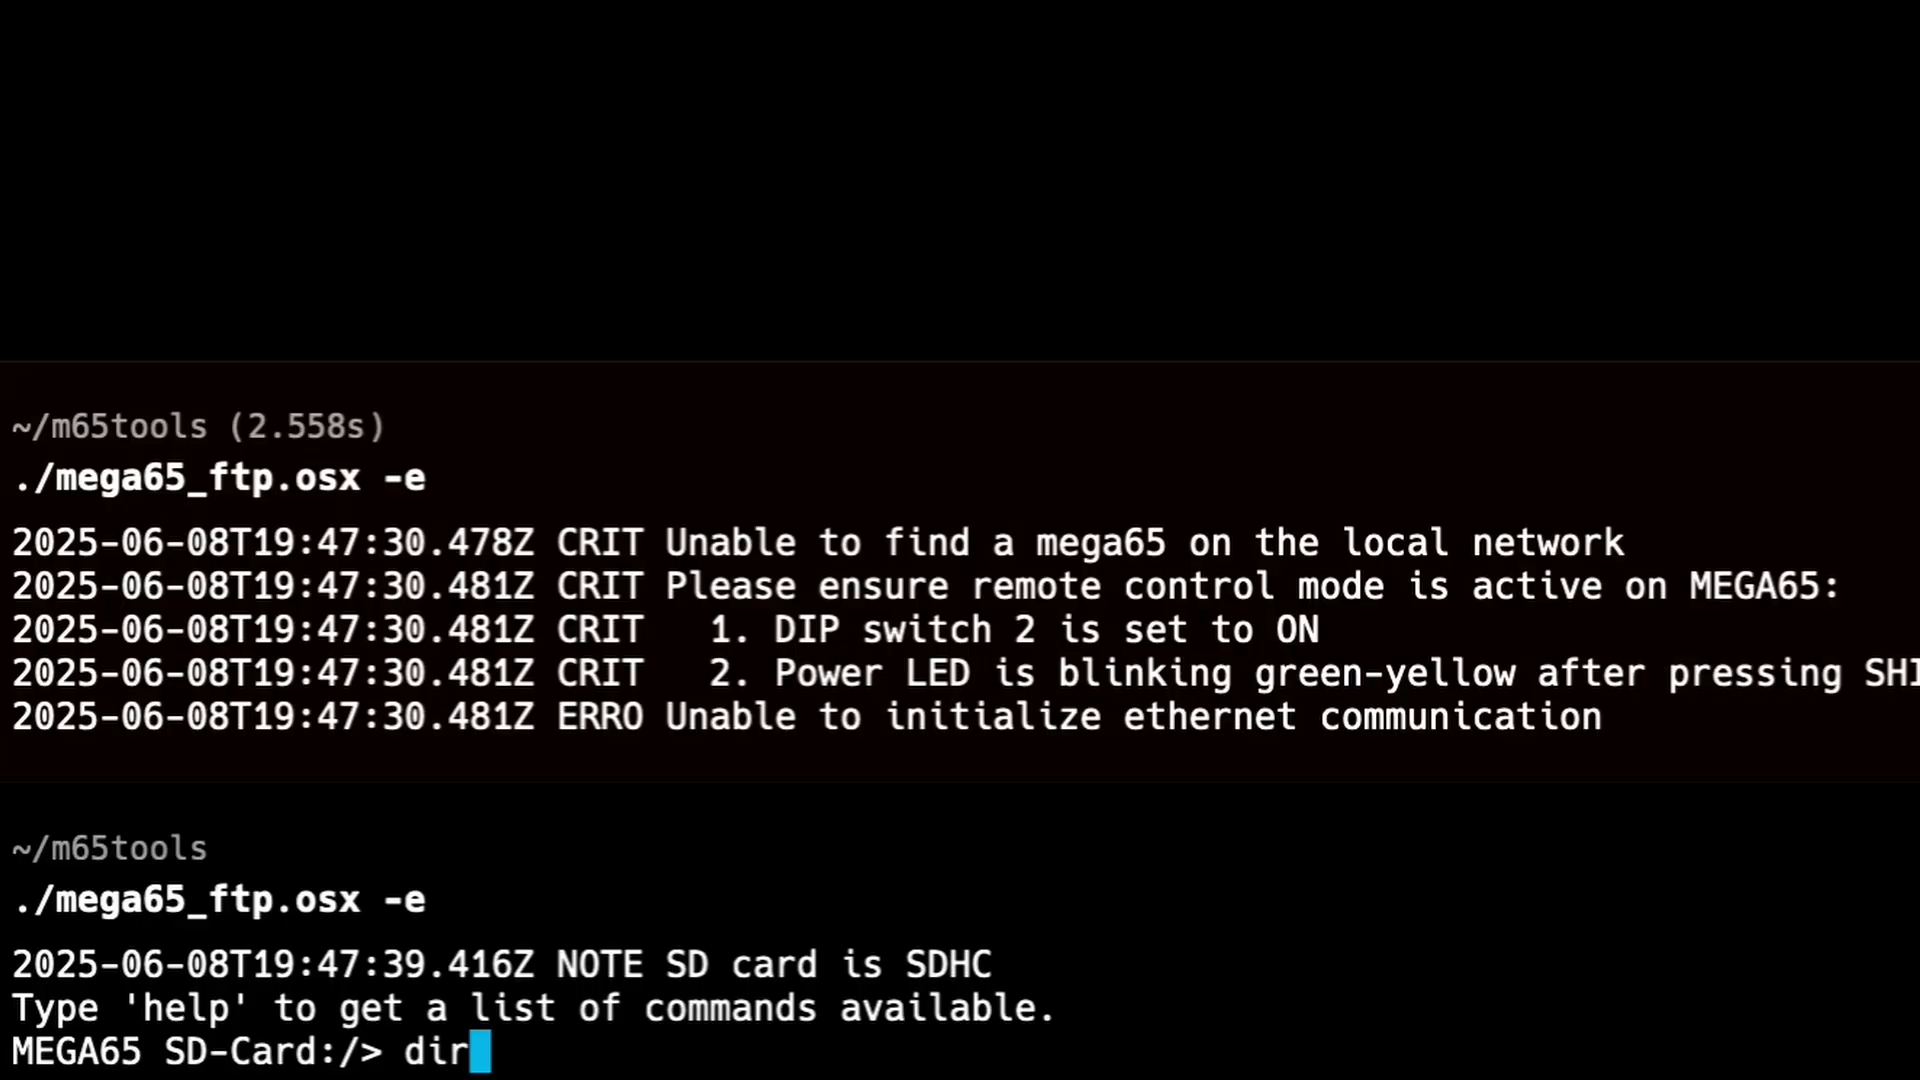 ~/m65tools (2.558s)
./mega65_ftp.osx -e
2025-06-08T19:47:30.478Z CRIT Unable to find a mega65 on the local network
2025-06-08T19:47:30.481Z CRIT Please ensure remote control mode is active on MEGA65:
2025-06-08T19:47:30.481Z CRIT   1. DIP switch 2 is set to ON
2025-06-08T19:47:30.481Z CRIT   2. Power LED is blinking green-yellow after pressing SHI
2025-06-08T19:47:30.481Z ERRO Unable to initialize ethernet communication
~/m65tools
./mega65_ftp.osx -e
2025-06-08T19:47:39.416Z NOTE SD card is SDHC
Type 'help' to get a list of commands available.
MEGA65 SD-Card:/> dir